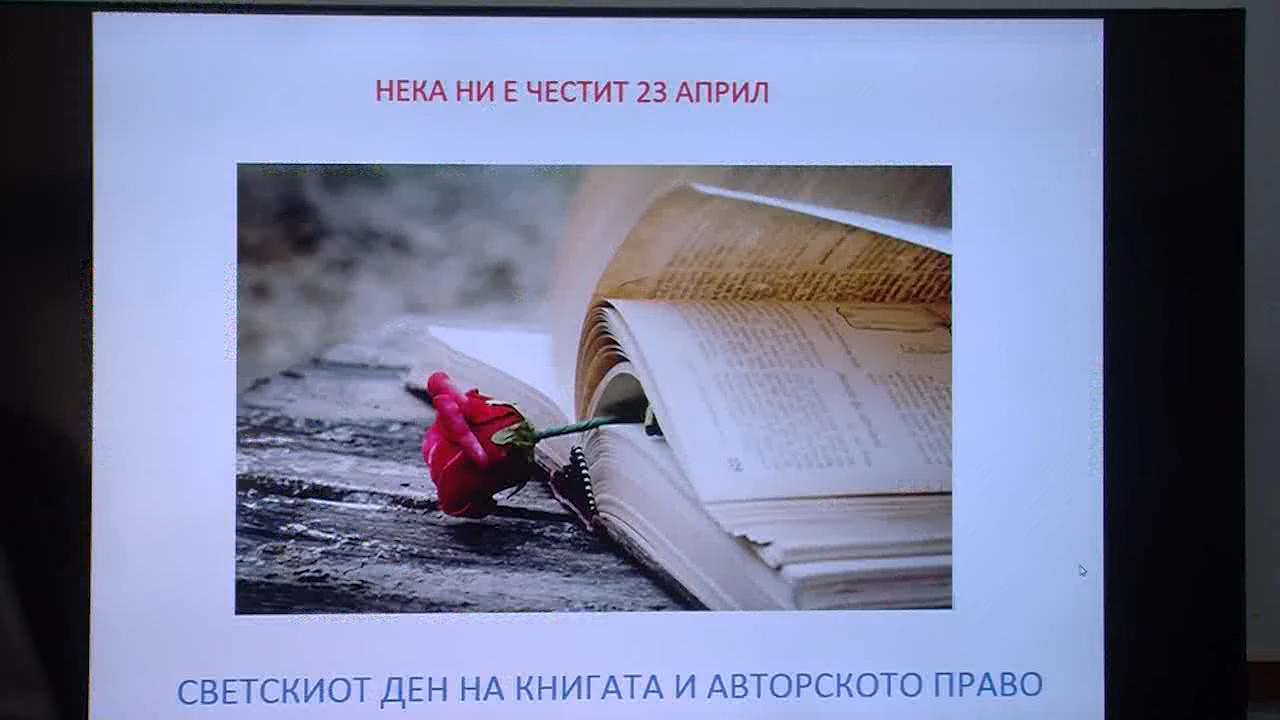 НЕКА НИ Е ЧЕСТИТ 23 АПРИЛ
СВЕТСКИОТ ДЕН НА КНИГАТА И АВТОРСКОТО ПРАВО